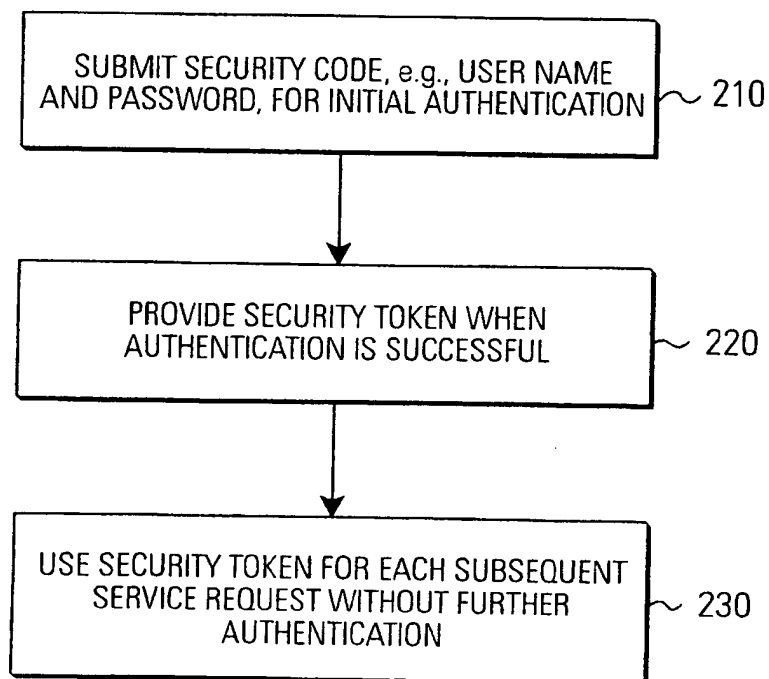 SUBMIT SECURITY CODE, e.g., USER NAME
AND PASSWORD, FOR INITIAL AUTHENTICATION
210
PROVIDE SECURITY TOKEN WHEN
AUTHENTICATION IS SUCCESSFUL
220
USE SECURITY TOKEN FOR EACH SUBSEQUENT
SERVICE REQUEST WITHOUT FURTHER
AUTHENTICATION
230